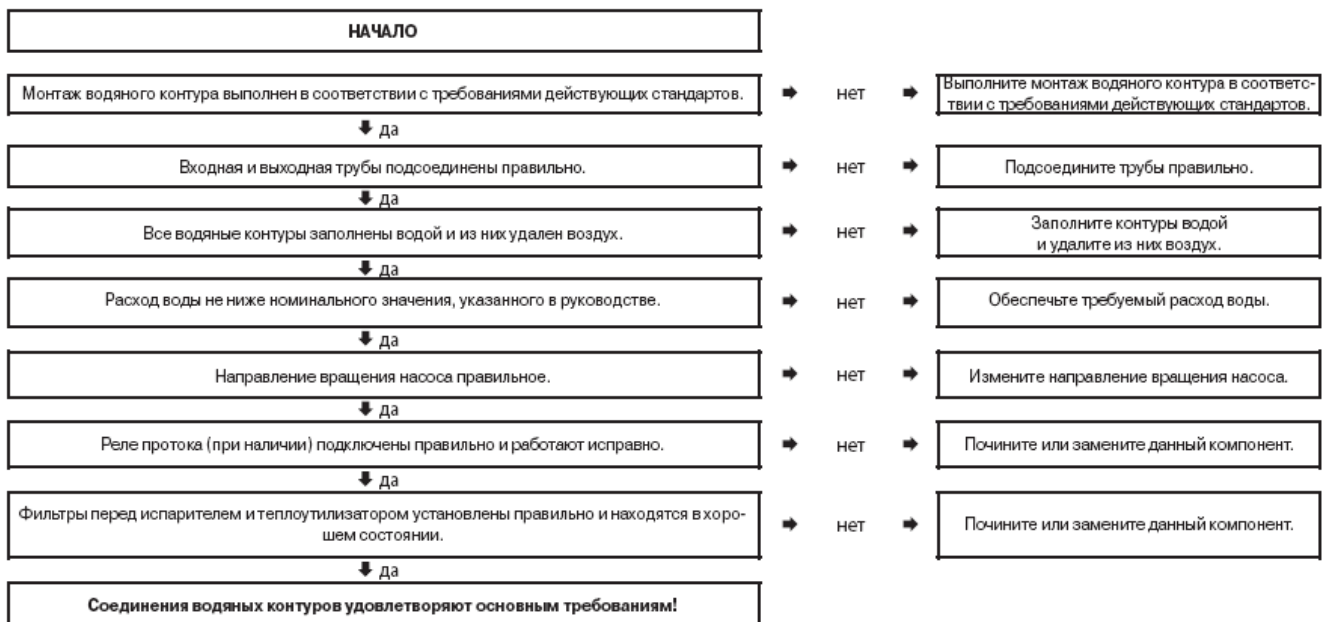 НАЧАЛО
Монтаж водяного контура выполнен в соответствии с требованиями действующих стандартов.
нет
Выполните монтаж водяного контура в соответс-
твии с требованиями действующих стандартов.
да
Входная и выходная трубы подсоединены правильно.
нет
Подсоедините трубы правильно.
да
Все водяные контуры заполнены водой и из них удален воздух.
нет
Заполните контуры водой
и удалите из них воздух.
да
Расход воды не ниже номинального значения, указанного в руководстве.
нет
Обеспечьте требуемый расход воды.
да
Направление вращения насоса правильное.
нет
Измените направление вращения насоса.
да
Реле протока (при наличии) подключены правильно и работают исправно.
нет
Почините или замените данный компонент.
да
Фильтры перед испарителем и теплоутилизатором установлены правильно и находятся в хоро-
шем состоянии.
нет
Почините или замените данный компонент.
да
Соединения водяных контуров удовлетворяют основным требованиям!